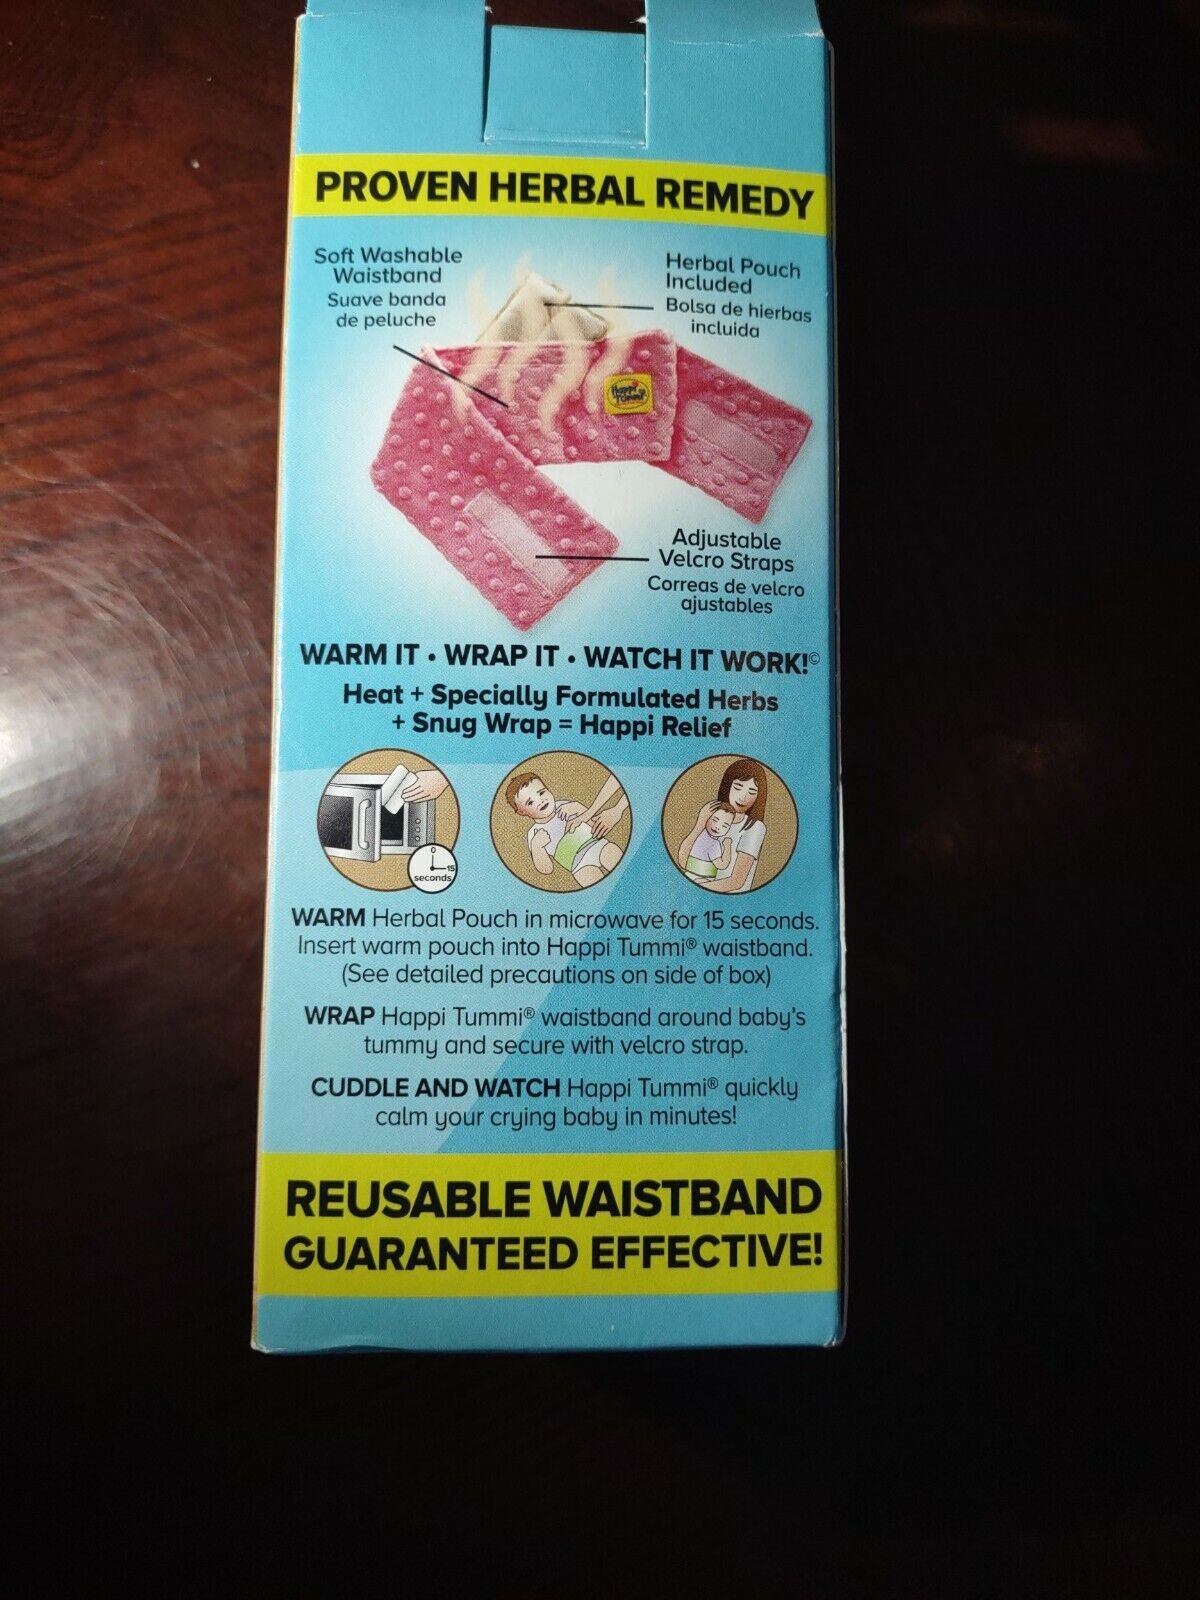 PROVEN HERBAL REMEDY
Soft Washable
Waistband
Suave banda
de peluche
Herbal Pouch
Included
Bolsa de hierbas
incluida
Happi
Tummi
Adjustable
Velcro Straps
Correas de velcro
ajustables
WARM IT • WRAP IT • WATCH IT WORK!©
Heat + Specially Formulated Herbs
+ Snug Wrap = Happi Relief
0
15
seconds
WARM Herbal Pouch in microwave for 15 seconds.
Insert warm pouch into Happi Tummi® waistband.
(See detailed precautions on side of box)
WRAP Happi Tummi® waistband around baby's
tummy and secure with velcro strap.
CUDDLE AND WATCH Happi Tummi® quickly
calm your crying baby in minutes!
REUSABLE WAISTBAND
GUARANTEED EFFECTIVE!